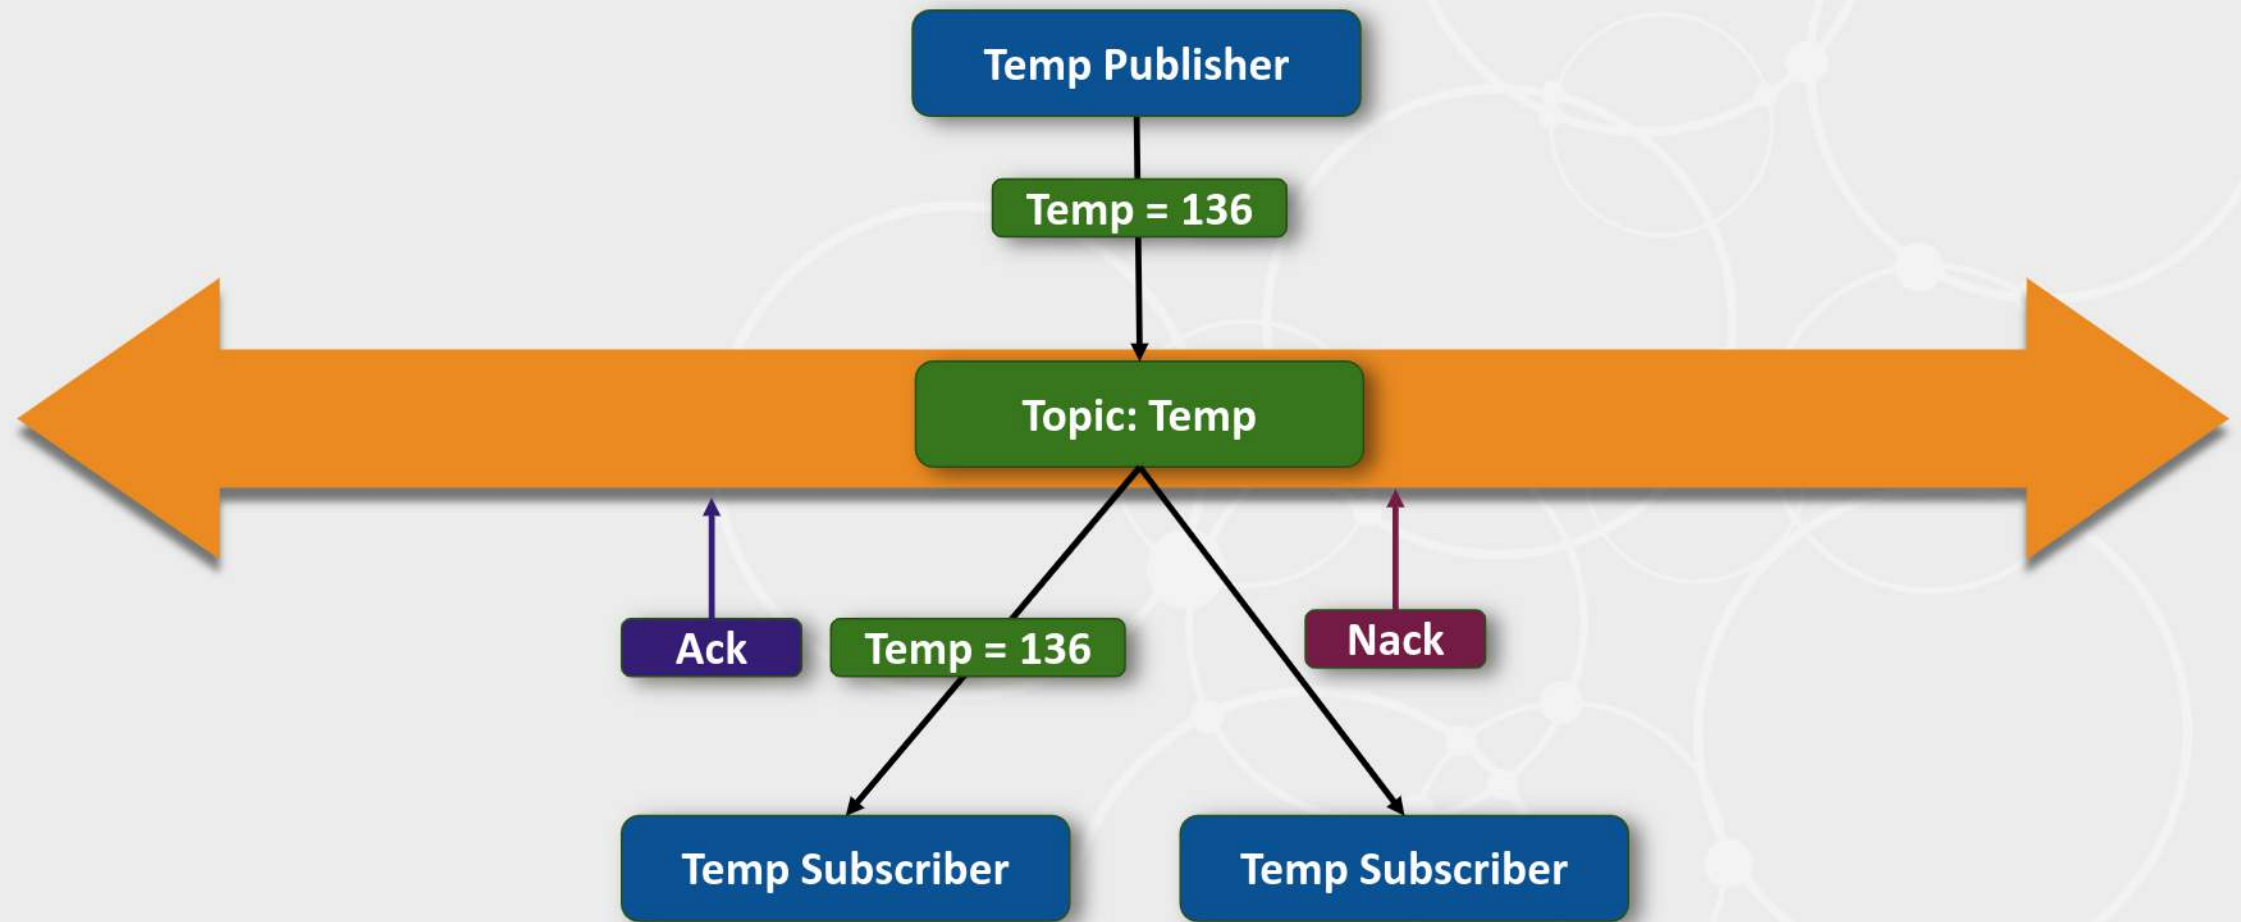 Temp Publisher
Temp = 136
Topic: Temp
Ack
Temp = 136
Nack
Temp Subscriber
Temp Subscriber